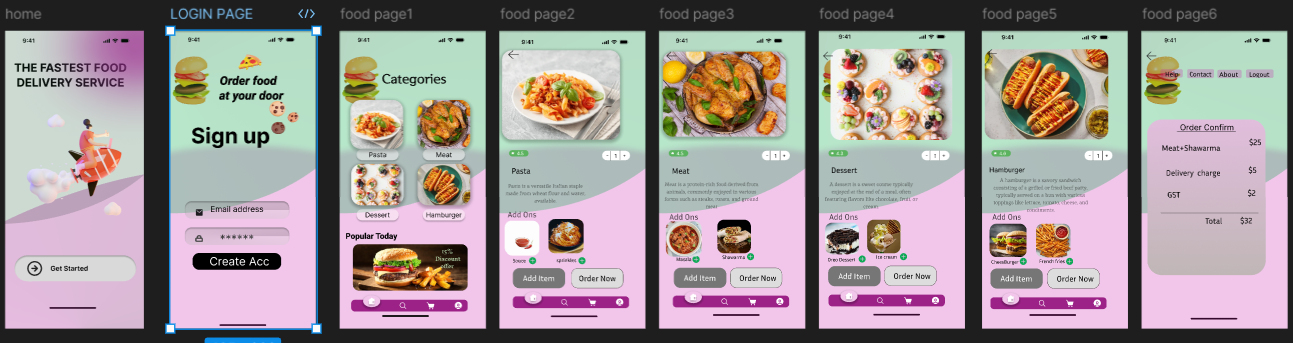 home
LOGIN PAGE
</>
food page1
food page2
food page3
food page4
food page5
food page6
9:41
THE FASTEST FOOD
DELIVERY SERVICE
Get Started
9:41
Order food
at your door
Sign up
Email address
******
Create Acc
9:41
Categories
Pasta
Meat
Dessert
Hamburger
Popular Today
15%
Discount
offer
9:41
4.5
- 1 +
Pasta
Pasta is a versatile Italian staple
made from wheat flour and water,
available.
Add Ons
Sauce
sprinkles
Add Item
Order Now
9:41
4.5
- 1 +
Meat
Meat is a protein-rich food derived from
animals, commonly enjoyed in various
forms such as steaks, roasts, and ground
meat.
Add Ons
Masala
Shawarma
Add Item
Order Now
9:41
- 1 +
Dessert
A dessert is a sweet course typically
enjoyed at the end of a meal, often
featuring flavors like chocolate, fruit, or
cream.
Add Ons
Oreo Dessert
Ice cream
Add Item
Order Now
9:41
- 1 +
Hamburger
A hamburger is a savory sandwich
consisting of a grilled or fried beef patty,
typically served on a bun with various
toppings like lettuce, tomato, cheese, and
condiments.
Add Ons
CheeseBurger
French fries
Add Item
Order Now
9:41
Help
Contact
About
Logout
Order Confirm
Meat+Shawarma $25
Delivery charge $5
GST $2
Total $32